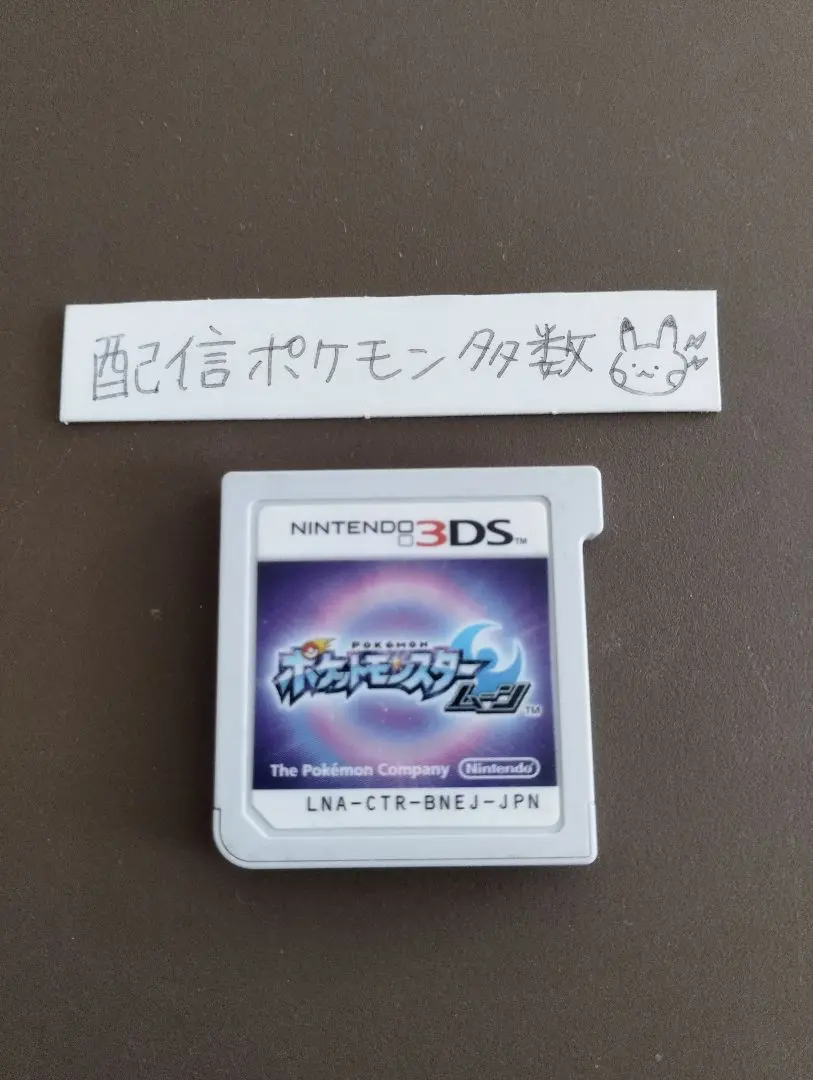 配信ポケモン多数
NINTENDO 3DS TM
POKÉMON
ポケットモンスター
ムーン TM
The Pokémon Company Nintendo
LNA-CTR-BNEJ-JPN